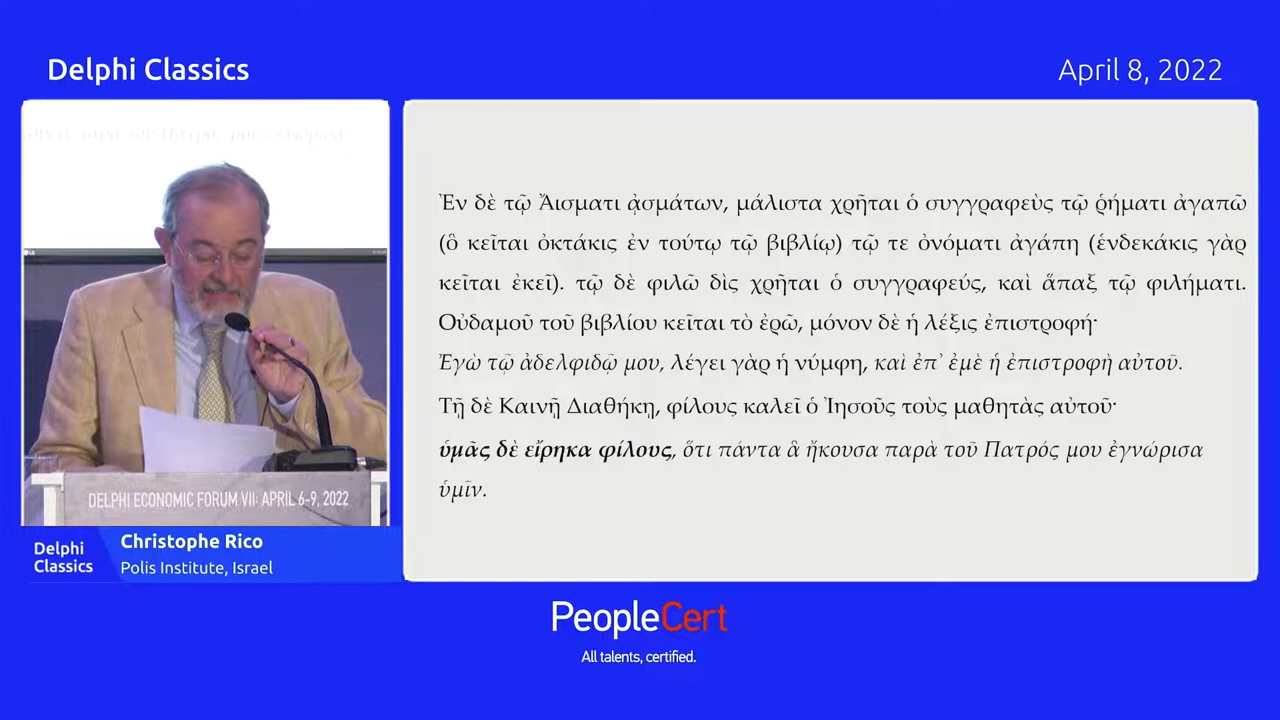 Delphi Classics
April 8, 2022
Ἐν δὲ τῷ Ἄισματι ᾀσμάτων, μάλιστα χρῆται ὁ συγγραφεὺς τῷ ῥήματι ἀγαπῶ
(ὃ κεῖται ὀκτάκις ἐν τούτῳ τῷ βιβλίῳ) τῷ τε ὀνόματι ἀγάπη (ἑνδεκάκις γὰρ
κεῖται ἐκεῖ). τῷ δὲ φιλῶ δὶς χρῆται ὁ συγγραφεύς, καὶ ἅπαξ τῷ φιλήματι.
Οὐδαμοῦ τοῦ βιβλίου κεῖται τὸ ἐρῶ, μόνον δὲ ἡ λέξις ἐπιστροφή·
Ἐγὼ τῷ ἀδελφιδῷ μου, λέγει γὰρ ἡ νύμφη, καὶ ἐπ᾽ ἐμὲ ἡ ἐπιστροφὴ αὐτοῦ.
Τῇ δὲ Καινῇ Διαθήκῃ, φίλους καλεῖ ὁ Ἰησοῦς τοὺς μαθητὰς αὐτοῦ·
ὑμᾶς δὲ εἴρηκα φίλους, ὅτι πάντα ἃ ἤκουσα παρὰ τοῦ Πατρός μου ἐγνώρισα
ὑμῖν.
DELPHI ECONOMIC FORUM VII: APRIL 6-9, 2022
Delphi
Classics
Christophe Rico
Polis Institute, Israel
PeopleCert
All talents, certified.